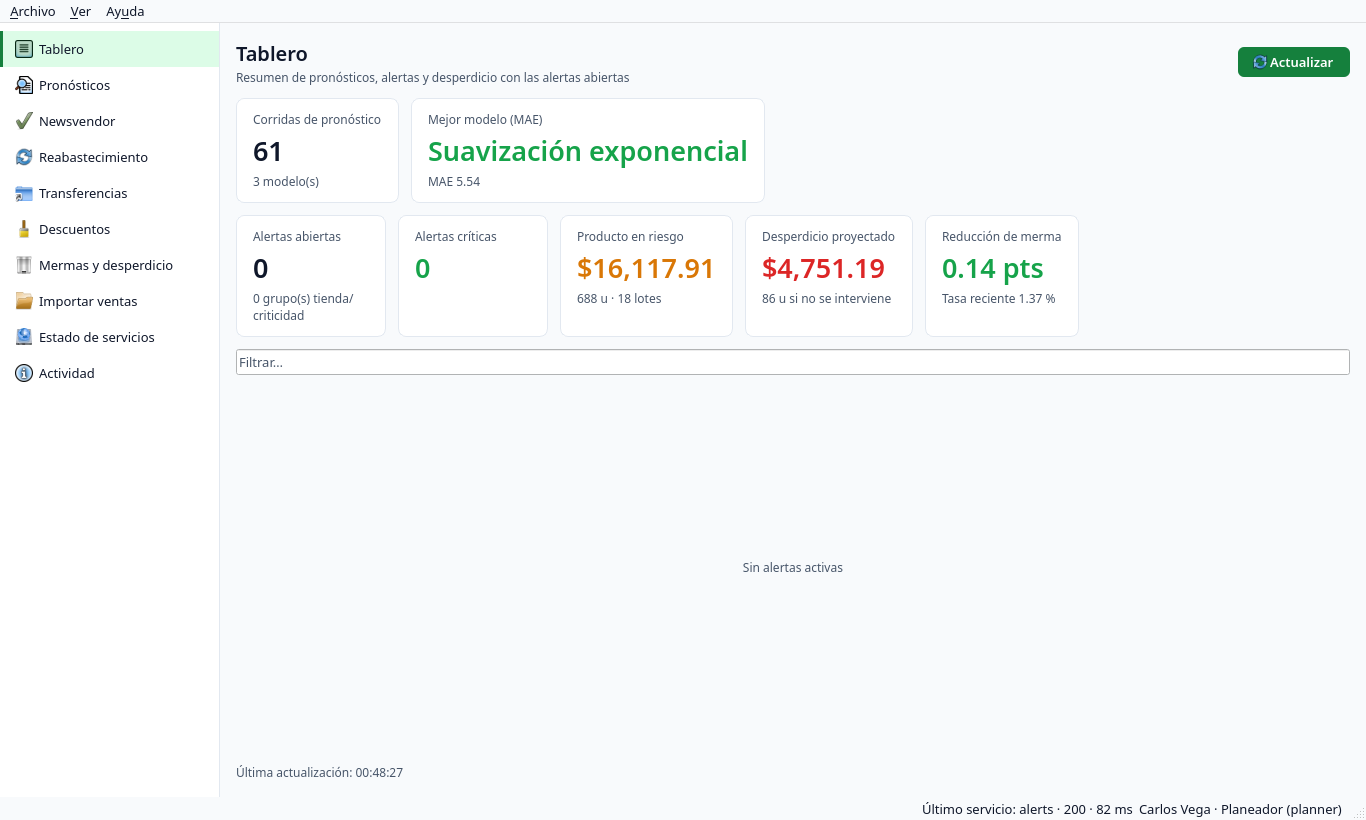 Archivo Ver Ayuda
Tablero
Pronósticos
Newsvendor
Reabastecimiento
Transferencias
Descuentos
Mermas y desperdicio
Importar ventas
Estado de servicios
Actividad
Tablero
Resumen de pronósticos, alertas y desperdicio con las alertas abiertas
Actualizar
Corridas de pronóstico
61
3 modelo(s)
Mejor modelo (MAE)
Suavización exponencial
MAE 5.54
Alertas abiertas
0
0 grupo(s) tienda/
criticidad
Alertas críticas
0
Producto en riesgo
$16,117.91
688 u · 18 lotes
Desperdicio proyectado
$4,751.19
86 u si no se interviene
Reducción de merma
0.14 pts
Tasa reciente 1.37 %
Filtrar...
Sin alertas activas
Última actualización: 00:48:27
Último servicio: alerts · 200 · 82 ms Carlos Vega · Planeador (planner)